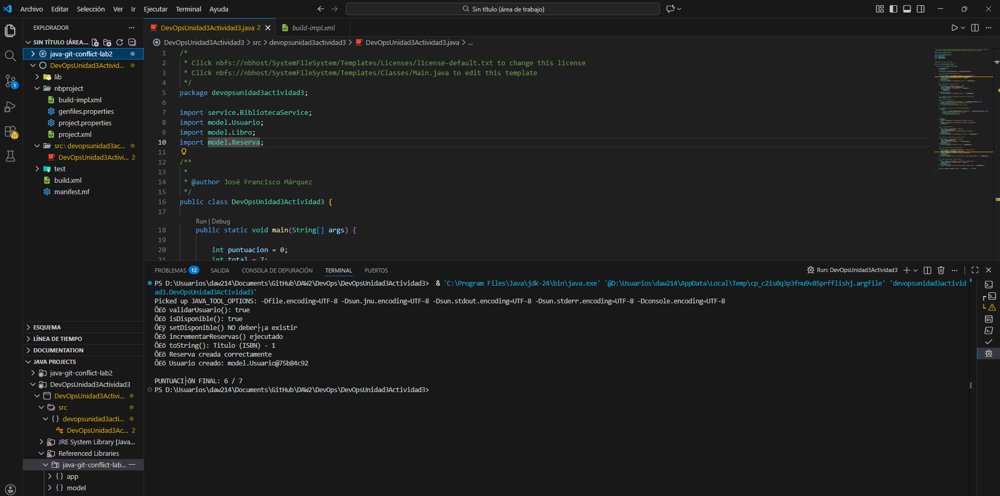 Archivo Editar Selección Ver Ir Ejecutar Terminal Ayuda
Sin título (área de trabajo)
EXPLORADOR
SIN TÍTULO (ÁREA...
java-git-conflict-lab2
DevOpsUnidad3Activid...
lib
nbproject
build-impl.xml
genfiles.properties
project.properties
project.xml
src\devopsunidad3ac...
DevOpsUnidad3Activi... 2
test
build.xml
manifest.mf
ESQUEMA
LÍNEA DE TIEMPO
DOCUMENTATION
JAVA PROJECTS
java-git-conflict-lab2
DevOpsUnidad3Actividad3
DevOpsUnidad3Activi...
src
{ } devopsunidad3acti...
DevOpsUnidad3Ac... 2
JRE System Library [Java...
Referenced Libraries
java-git-conflict-lab...
{ } app
{ } model
1
DevOpsUnidad3Actividad3.java 2
build-impl.xml
DevOpsUnidad3Actividad3 > src > devopsunidad3actividad3 > DevOpsUnidad3Actividad3.java > ...
1 /*
2 * Click nbfs://nbhost/SystemFileSystem/Templates/Licenses/license-default.txt to change this license
3 * Click nbfs://nbhost/SystemFileSystem/Templates/Classes/Main.java to edit this template
4 */
5 package devopsunidad3actividad3;
6
7 import service.BibliotecaService;
8 import model.Usuario;
9 import model.Libro;
10 import model.Reserva;
11
12 /**
13 *
14 * @author José Francisco Márquez
15 */
16 public class DevOpsUnidad3Actividad3 {
17
Run | Debug
18 public static void main(String[] args) {
19
20 int puntuacion = 0;
21 int total = 7;
PROBLEMAS 12 SALIDA CONSOLA DE DEPURACIÓN TERMINAL PUERTOS
Run: DevOpsUnidad3Actividad3
PS D:\Usuarios\daw214\Documents\GitHub\DAW2\DevOps\DevOpsUnidad3Actividad3> & 'C:\Program Files\Java\jdk-24\bin\java.exe' '@D:\Usuarios\daw214\AppData\Local\Temp\cp_c2is0q3p3fnu9v85prfflishj.argfile' 'devopsunidad3activid
ad3.DevOpsUnidad3Actividad3'
Picked up JAVA_TOOL_OPTIONS: -Dfile.encoding=UTF-8 -Dsun.jnu.encoding=UTF-8 -Dsun.stdout.encoding=UTF-8 -Dsun.stderr.encoding=UTF-8 -Dconsole.encoding=UTF-8
Ô£ö validarUsuario(): true
Ô£ö isDisponible(): true
Ô£ÿ setDisponible() NO deber├¡a existir
Ô£ö incrementarReservas() ejecutado
Ô£ö toString(): Titulo (ISBN) - 1
Ô£ö Reserva creada correctamente
Ô£ö Usuario creado: model.Usuario@75b84c92
PUNTUACI├ôN FINAL: 6 / 7
PS D:\Usuarios\daw214\Documents\GitHub\DAW2\DevOps\DevOpsUnidad3Actividad3>